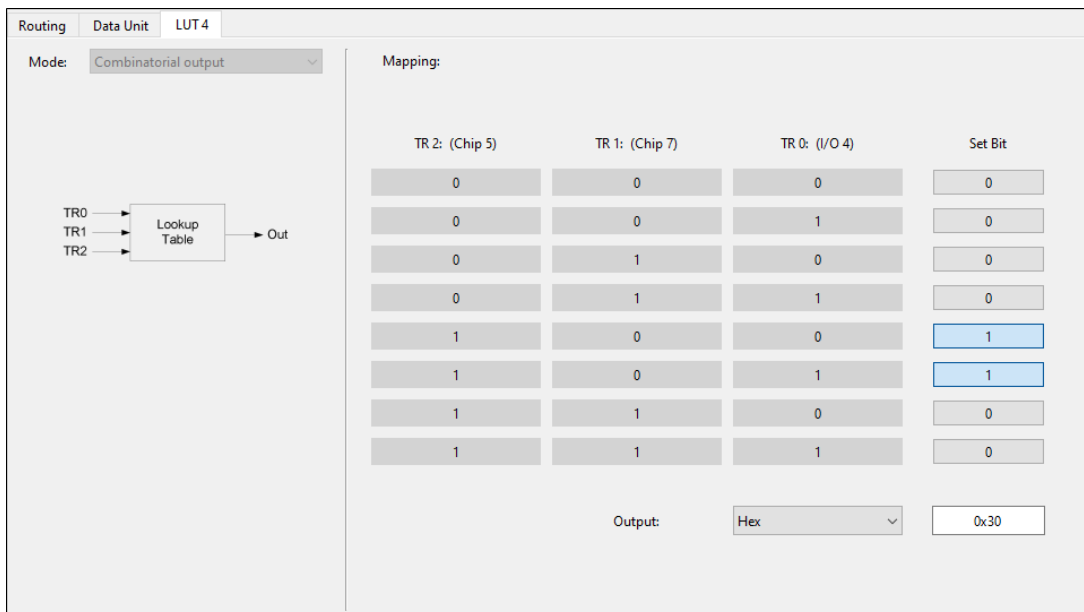 Routing Data Unit LUT 4
Mode: Combinatorial output
Mapping:
TR 2: (Chip 5) TR 1: (Chip 7) TR 0: (I/O 4) Set Bit
0 0 0 0
0 0 1 0
0 1 0 0
0 1 1 0
1 0 0 1
1 0 1 1
1 1 0 0
1 1 1 0
TR0
TR1
TR2
Lookup
Table
Out
Output: Hex 0x30